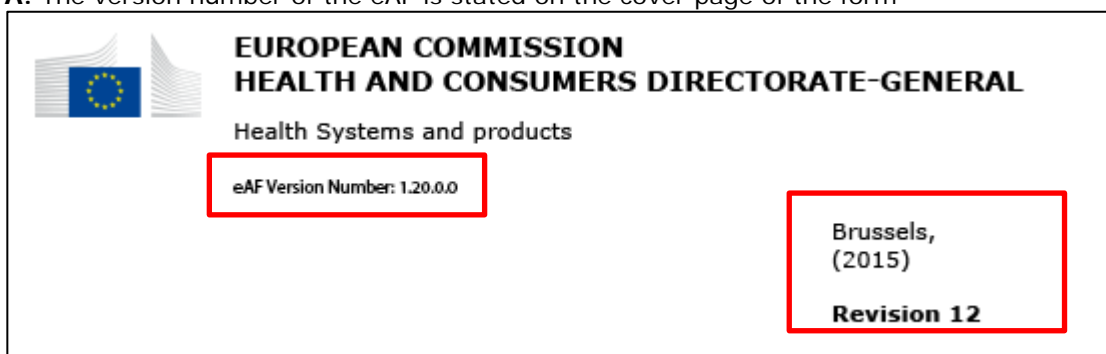 A. The version number of the eAF is stated on the cover page of the form
EUROPEAN COMMISSION
HEALTH AND CONSUMERS DIRECTORATE-GENERAL
Health Systems and products
eAF Version Number: 1.20.0.0
Brussels,
(2015)
Revision 12